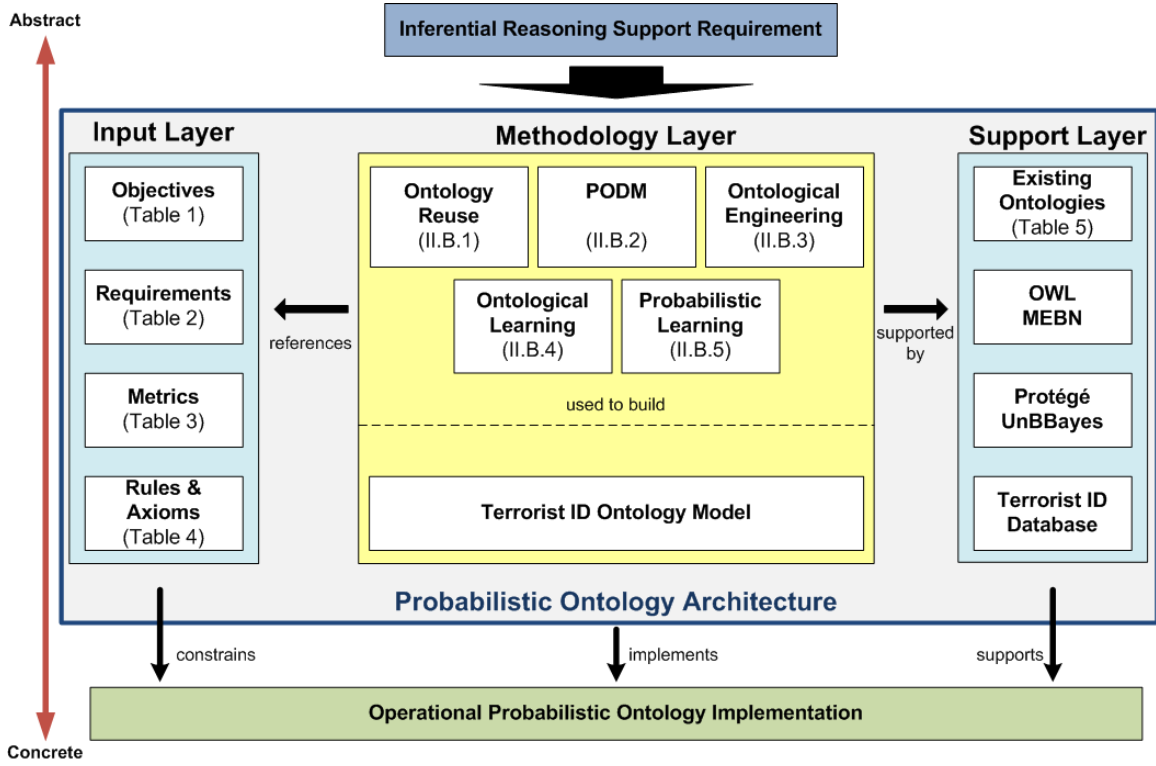 Abstract
Inferential Reasoning Support Requirement
Input Layer
Objectives
(Table 1)
Requirements
(Table 2)
Metrics
(Table 3)
Rules &
Axioms
(Table 4)
references
Methodology Layer
Ontology
Reuse
(II.B.1)
PODM
(II.B.2)
Ontological
Engineering
(II.B.3)
Ontological
Learning
(II.B.4)
Probabilistic
Learning
(II.B.5)
used to build
Terrorist ID Ontology Model
supported
by
Support Layer
Existing
Ontologies
(Table 5)
OWL
MEBN
Protégé
UnBBayes
Terrorist ID
Database
Probabilistic Ontology Architecture
constrains
implements
supports
Operational Probabilistic Ontology Implementation
Concrete